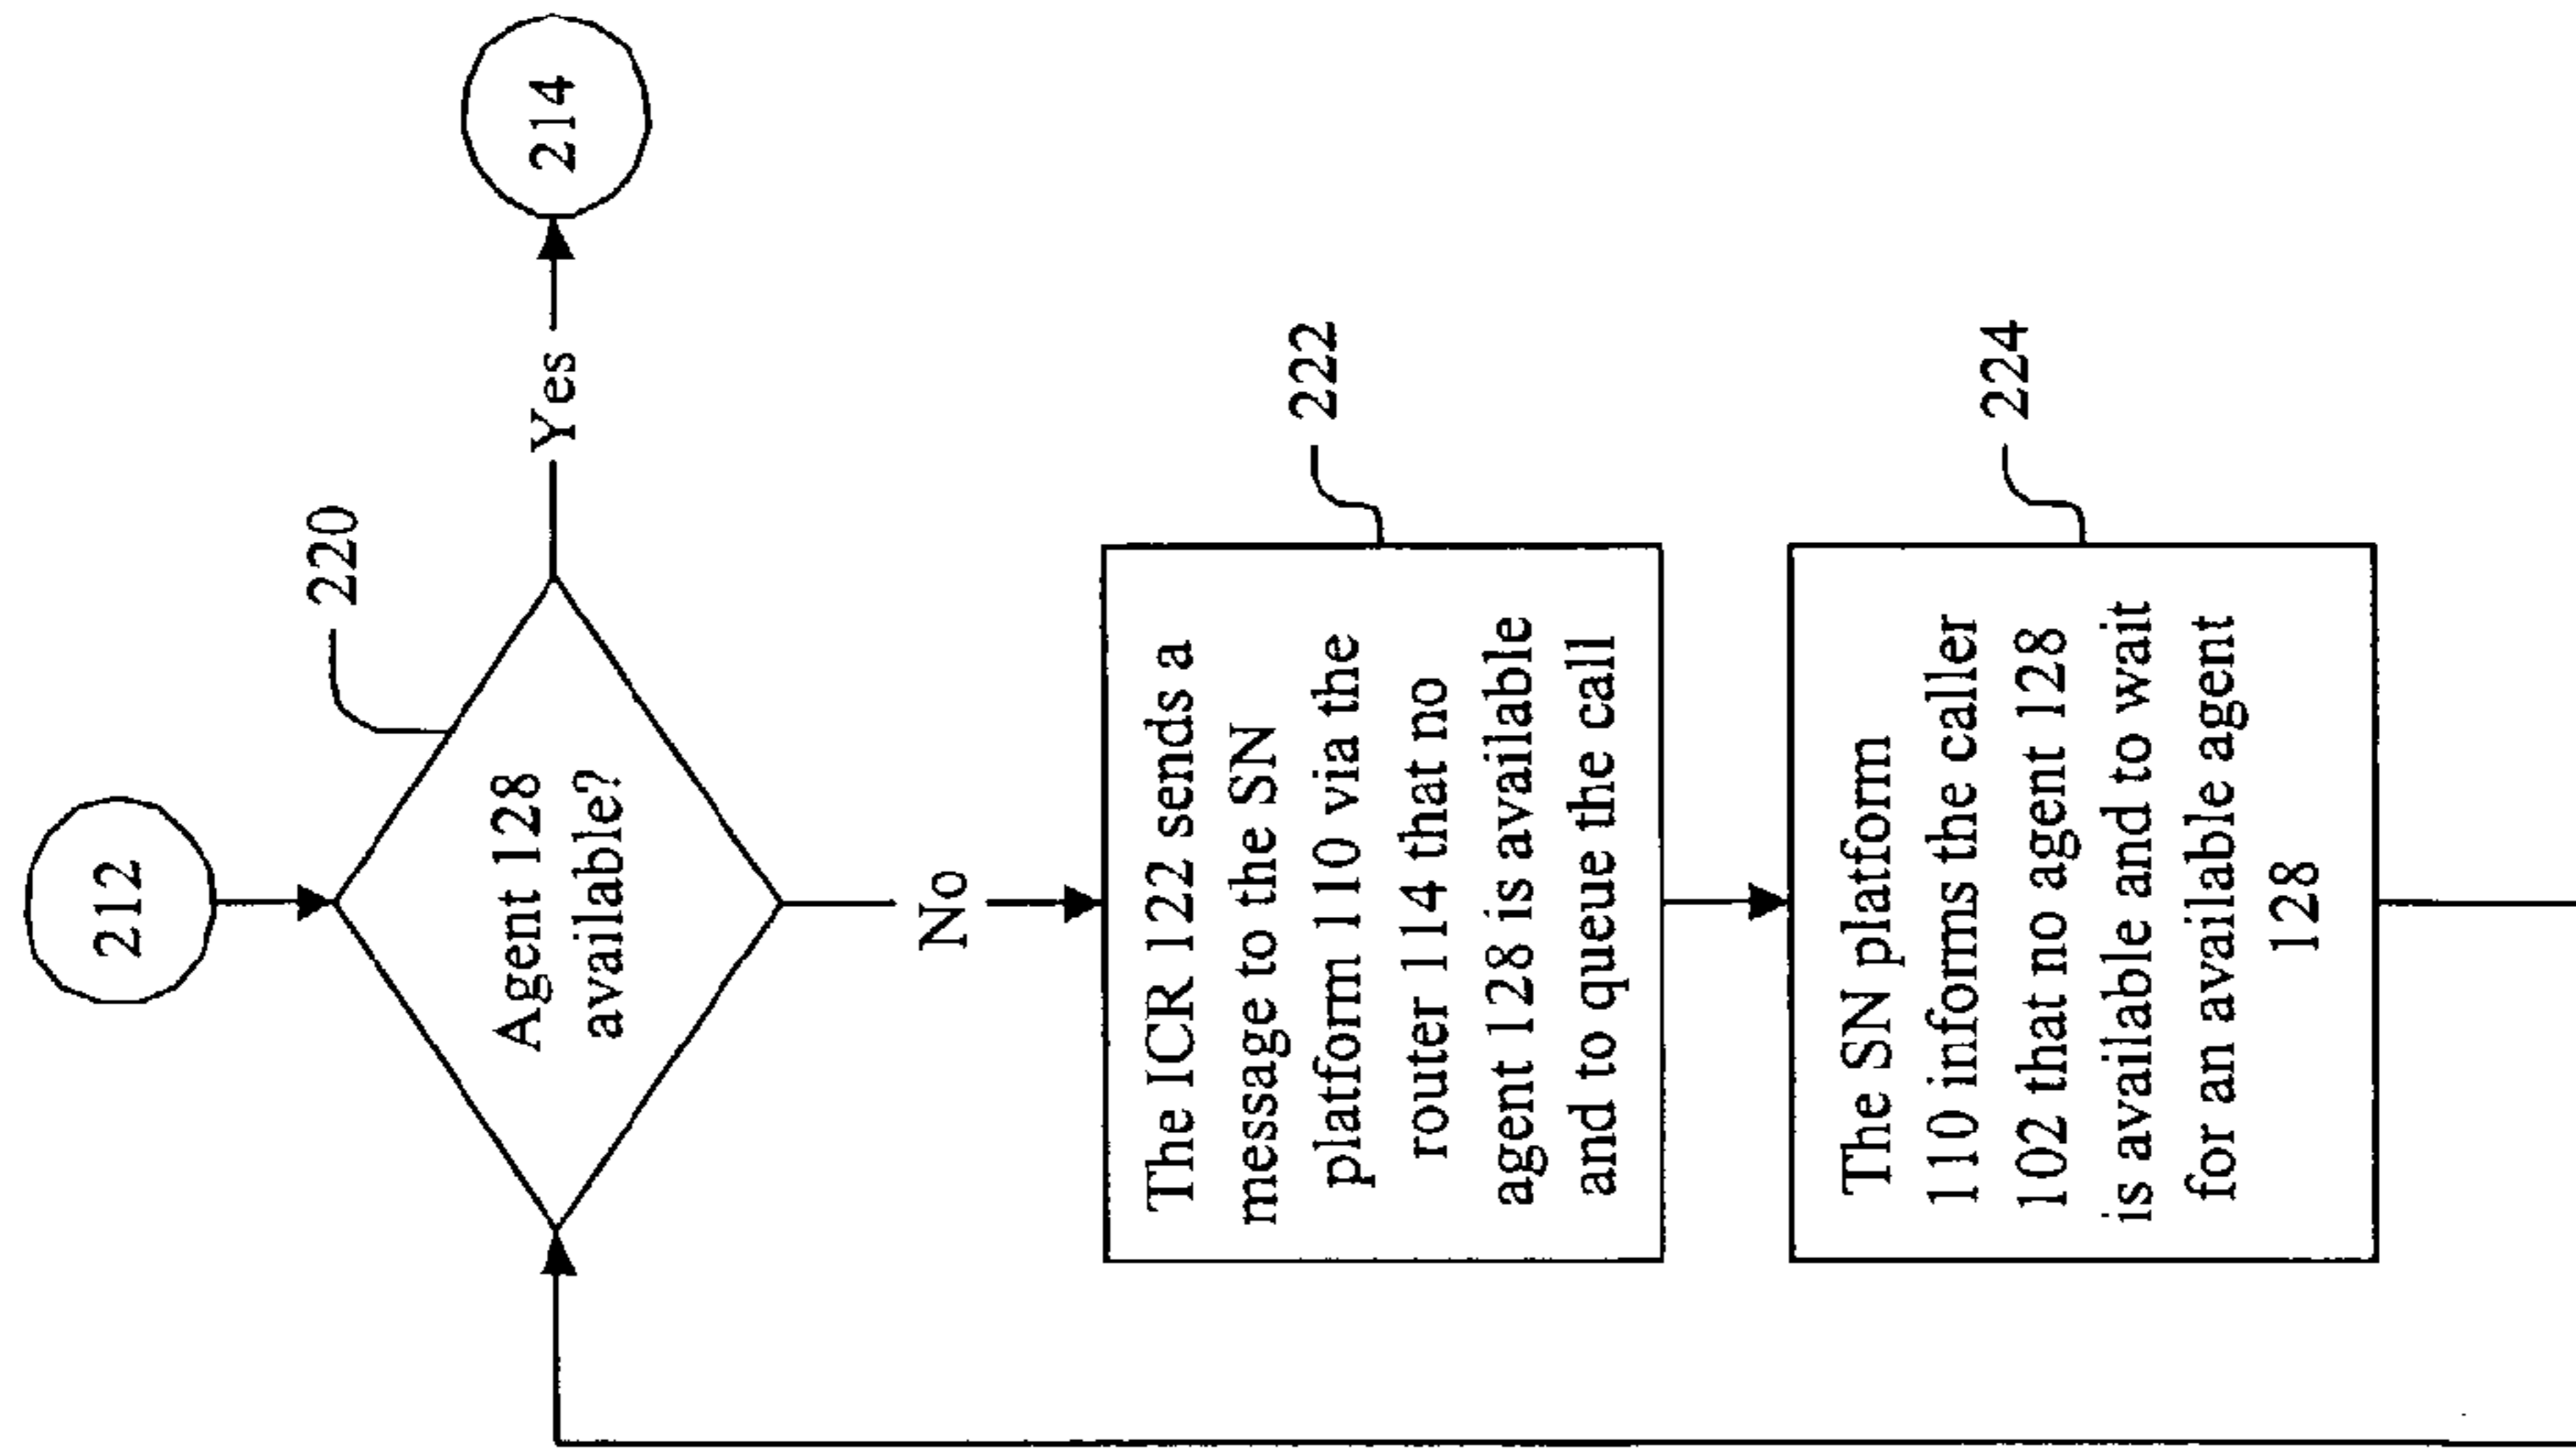 212
220
Agent 128
available?
Yes
214
No
222
The ICR 122 sends a
message to the SN
platform 110 via the
router 114 that no
agent 128 is available
and to queue the call
224
The SN platform
110 informs the caller
102 that no agent 128
is available and to wait
for an available agent
128